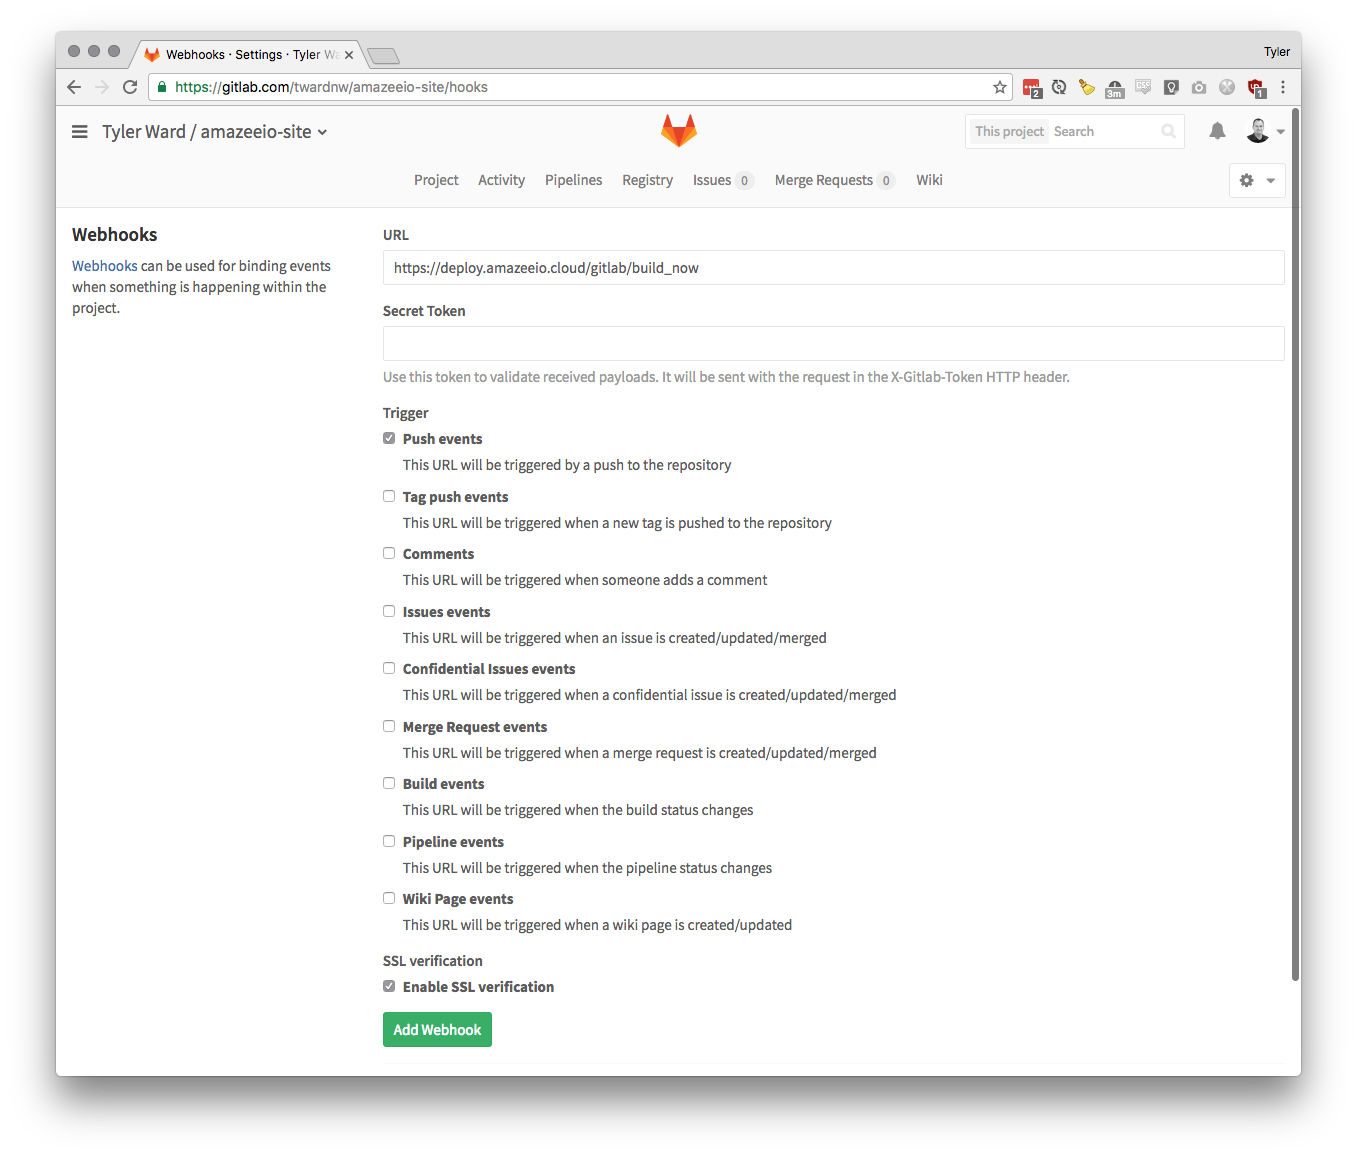 Webhooks · Settings · Tyler Wa
Tyler
https://gitlab.com/twardnw/amazeeio-site/hooks
2
3m
CSS
1
Tyler Ward / amazeeio-site
This project Search
Project Activity Pipelines Registry Issues 0 Merge Requests 0 Wiki
Webhooks
Webhooks can be used for binding events
when something is happening within the
project.
URL
https://deploy.amazeeio.cloud/gitlab/build_now
Secret Token
Use this token to validate received payloads. It will be sent with the request in the X-Gitlab-Token HTTP header.
Trigger
Push events
This URL will be triggered by a push to the repository
Tag push events
This URL will be triggered when a new tag is pushed to the repository
Comments
This URL will be triggered when someone adds a comment
Issues events
This URL will be triggered when an issue is created/updated/merged
Confidential Issues events
This URL will be triggered when a confidential issue is created/updated/merged
Merge Request events
This URL will be triggered when a merge request is created/updated/merged
Build events
This URL will be triggered when the build status changes
Pipeline events
This URL will be triggered when the pipeline status changes
Wiki Page events
This URL will be triggered when a wiki page is created/updated
SSL verification
Enable SSL verification
Add Webhook